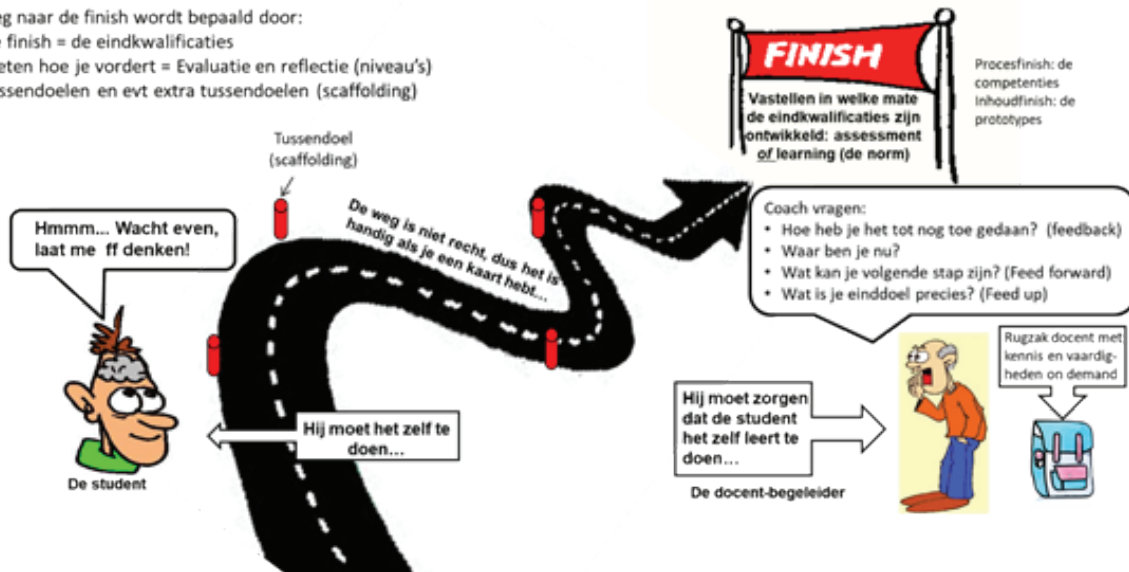 eg naar de finish wordt bepaald door:
e finish = de eindkwalificaties
eten hoe je vordert = Evaluatie en reflectie (niveau's)
ssendoelen en evt extra tussendoelen (scaffolding)
FINISH
Vastellen in welke mate
de eindkwalificaties zijn
ontwikkeld: assessment
of learning (de norm)
Procesfinish: de
competenties
Inhoudfinish: de
prototypes
Tussendoel
(scaffolding)
De weg is niet recht, dus het is
handig als je een kaart hebt...
Hmmm... Wacht even,
laat me ff denken!
De student
Hij moet het zelf te
doen...
Coach vragen:
• Hoe heb je het tot nog toe gedaan? (feedback)
• Waar ben je nu?
• Wat kan je volgende stap zijn? (Feed forward)
• Wat is je einddoel precies? (Feed up)
Hij moet zorgen
dat de student
het zelf leert te
doen...
De docent-begeleider
Rugzak docent met
kennis en vaardig-
heden on demand